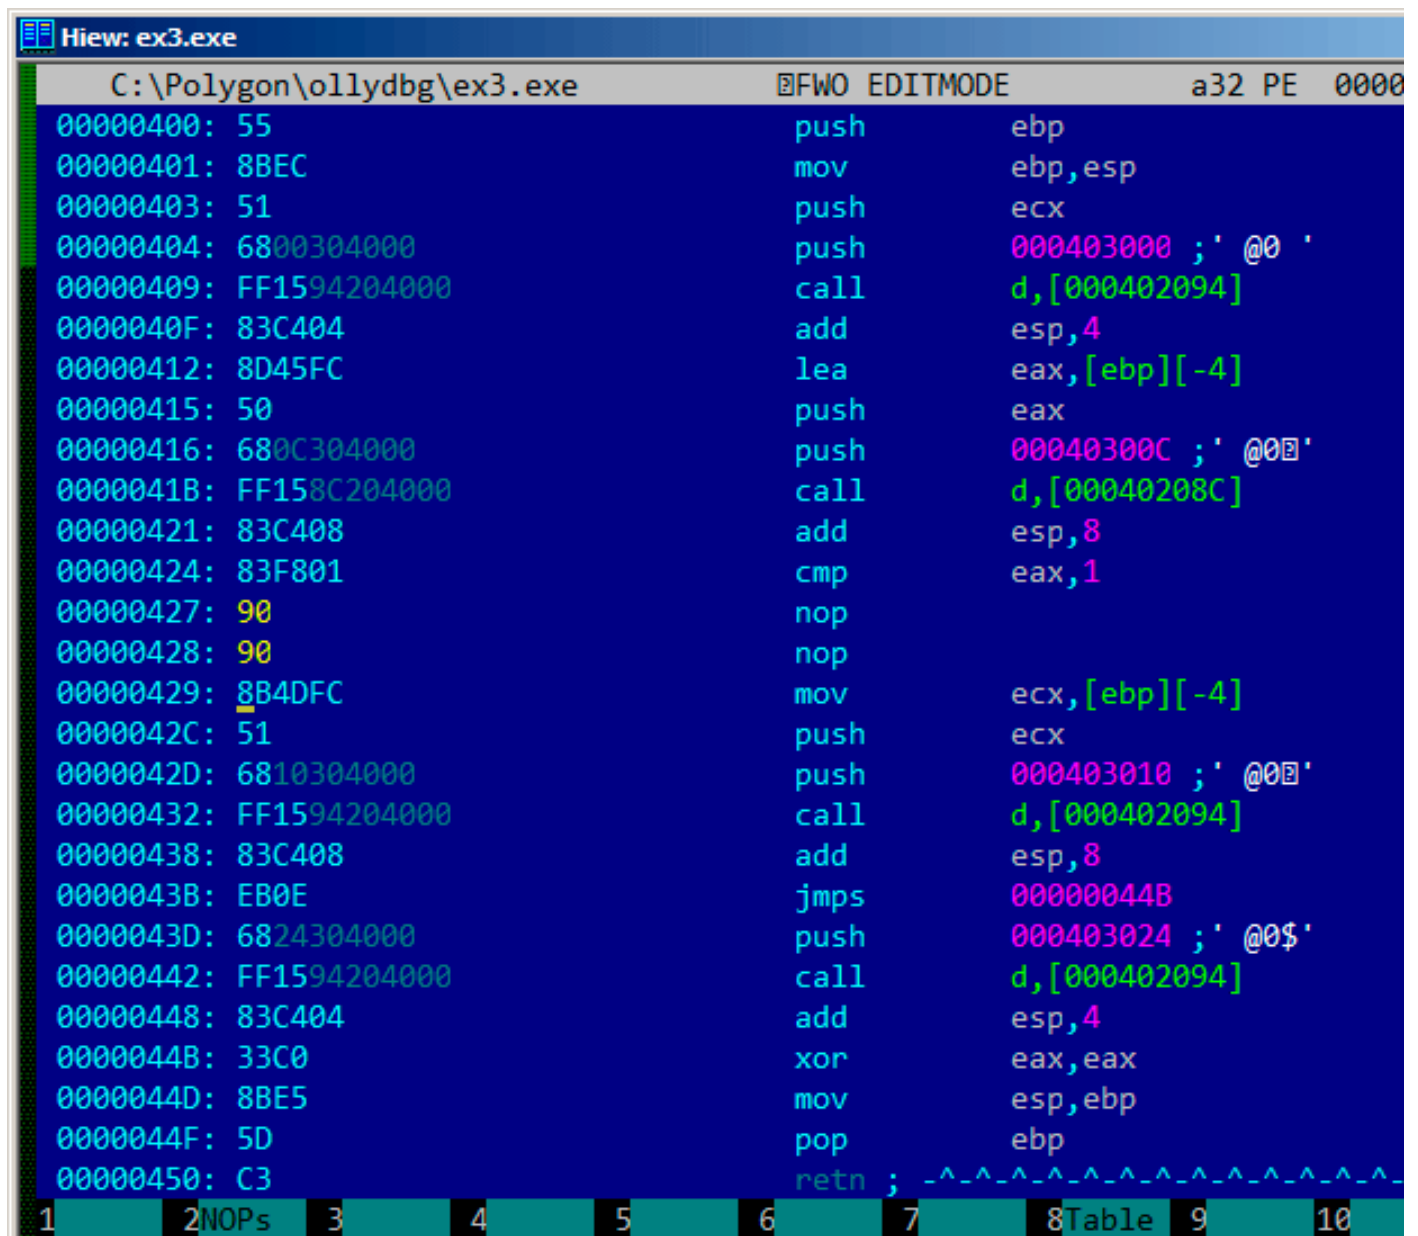 Hiew: ex3.exe
C:\Polygon\ollydbg\ex3.exe FWO EDITMODE a32 PE 0000
00000400: 55 push ebp
00000401: 8BEC mov ebp,esp
00000403: 51 push ecx
00000404: 6800304000 push 000403000 ;' @0 '
00000409: FF1594204000 call d,[000402094]
0000040F: 83C404 add esp,4
00000412: 8D45FC lea eax,[ebp][-4]
00000415: 50 push eax
00000416: 680C304000 push 00040300C ;' @0⍰'
0000041B: FF158C204000 call d,[00040208C]
00000421: 83C408 add esp,8
00000424: 83F801 cmp eax,1
00000427: 90 nop
00000428: 90 nop
00000429: 8B4DFC mov ecx,[ebp][-4]
0000042C: 51 push ecx
0000042D: 6810304000 push 000403010 ;' @0⍰'
00000432: FF1594204000 call d,[000402094]
00000438: 83C408 add esp,8
0000043B: EB0E jmps 00000044B
0000043D: 6824304000 push 000403024 ;' @0$'
00000442: FF1594204000 call d,[000402094]
00000448: 83C404 add esp,4
0000044B: 33C0 xor eax,eax
0000044D: 8BE5 mov esp,ebp
0000044F: 5D pop ebp
00000450: C3 retn ; -^-^-^-^-^-^-^-^-^-^-^-^-^-
1 2NOPs 3 4 5 6 7 8Table 9 10